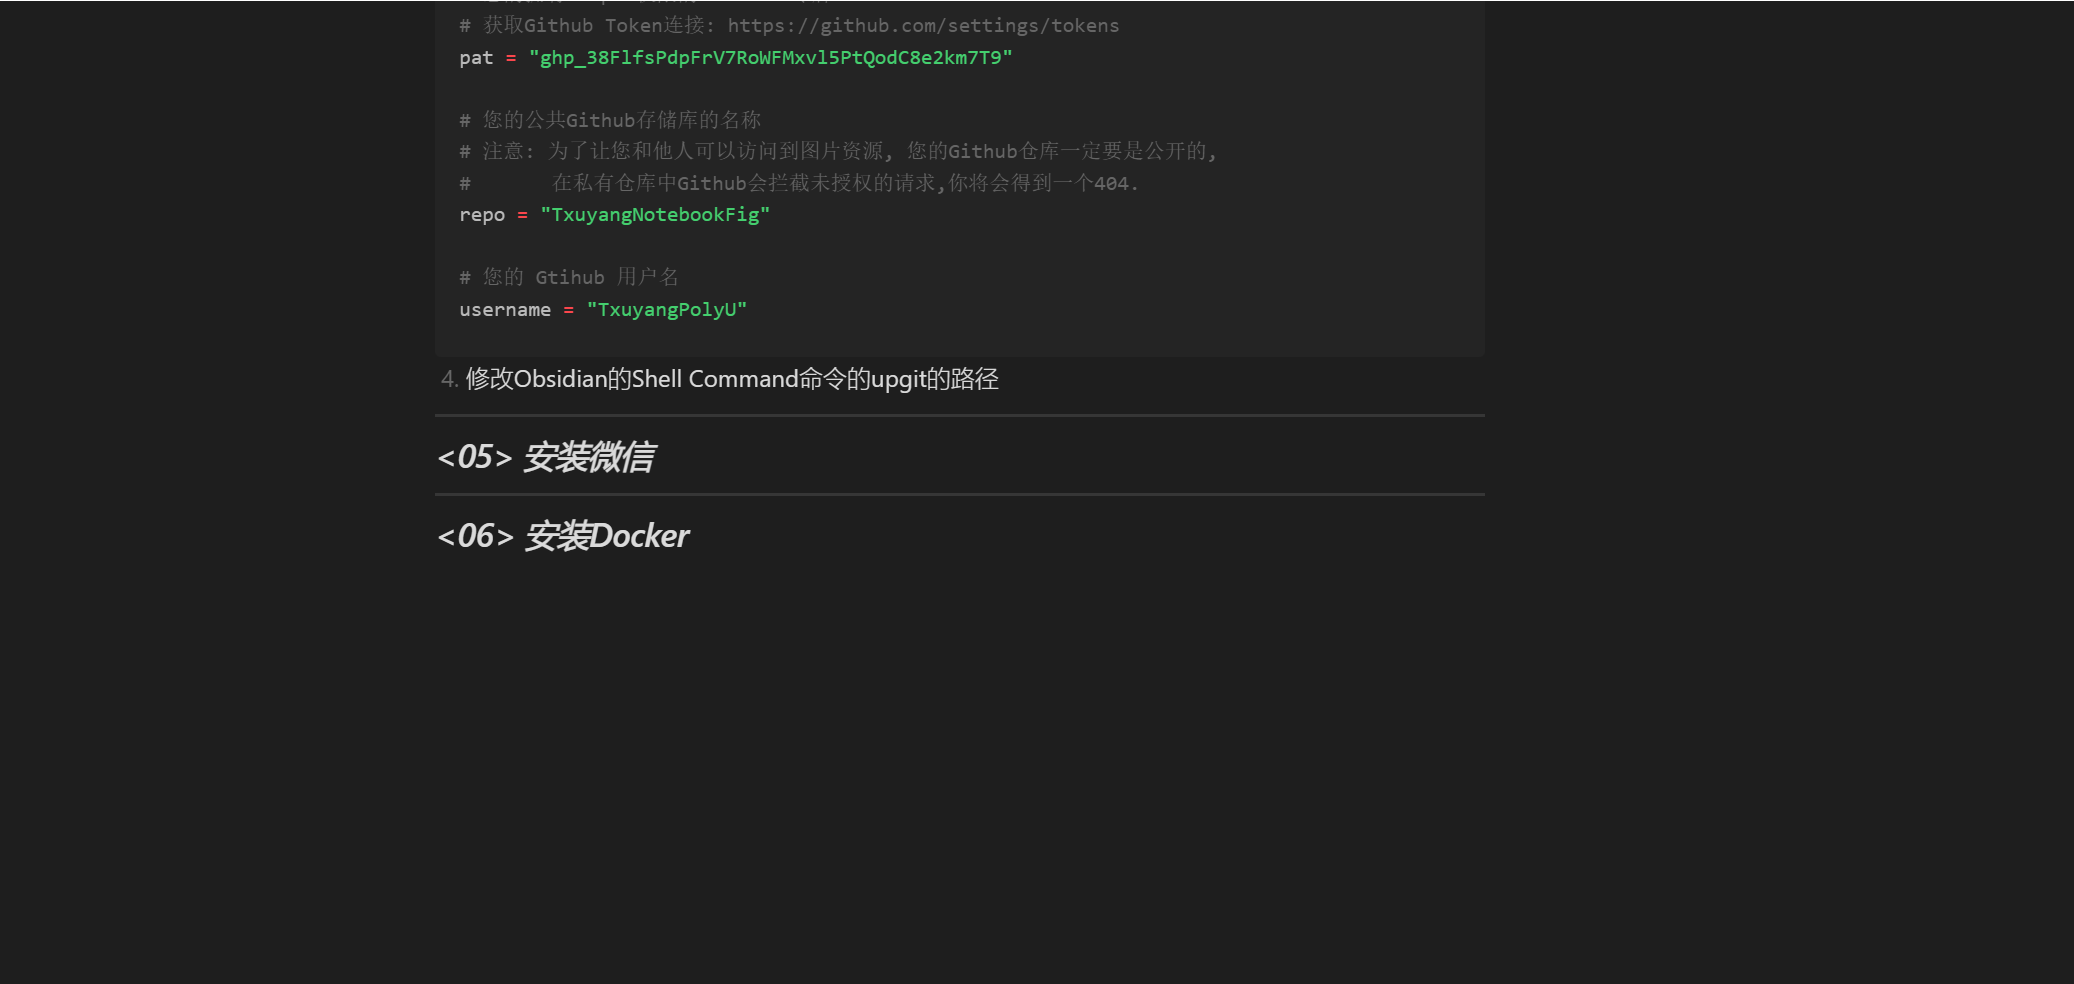 # 获取Github Token连接: https://github.com/settings/tokens
pat = "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"
# 您的公共Github存储库的名称
# 注意: 为了让您和他人可以访问到图片资源, 您的Github仓库一定要是公开的,
#       在私有仓库中Github会拦截未授权的请求,你将会得到一个404.
repo = "TxuyangNotebookFig"
# 您的 Gtihub 用户名
username = "TxuyangPolyU"
4. 修改Obsidian的Shell Command命令的upgit的路径
<05> 安装微信
<06> 安装Docker